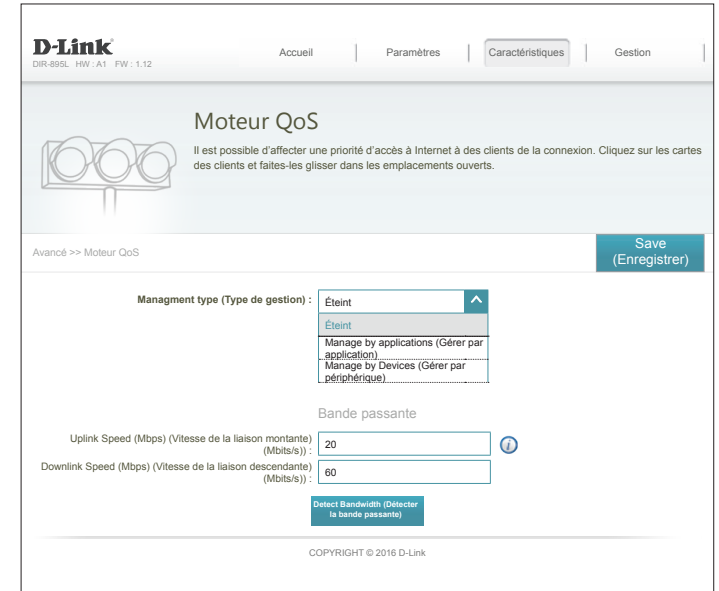 D-Link
DIR-895L HW : A1 FW : 1.12
Accueil
Paramètres
Caractéristiques
Gestion
Moteur QoS
Il est possible d'affecter une priorité d'accès à Internet à des clients de la connexion. Cliquez sur les cartes
des clients et faites-les glisser dans les emplacements ouverts.
Avancé >> Moteur QoS
Save
(Enregistrer)
Managment type (Type de gestion) :
Éteint
Éteint
Manage by applications (Gérer par
application)
Manage by Devices (Gérer par
périphérique)
Bande passante
Uplink Speed (Mbps) (Vitesse de la liaison montante)
(Mbits/s)) :
20
Downlink Speed (Mbps) (Vitesse de la liaison descendante)
(Mbits/s)) :
60
Detect Bandwidth (Détecter
la bande passante)
COPYRIGHT © 2016 D-Link